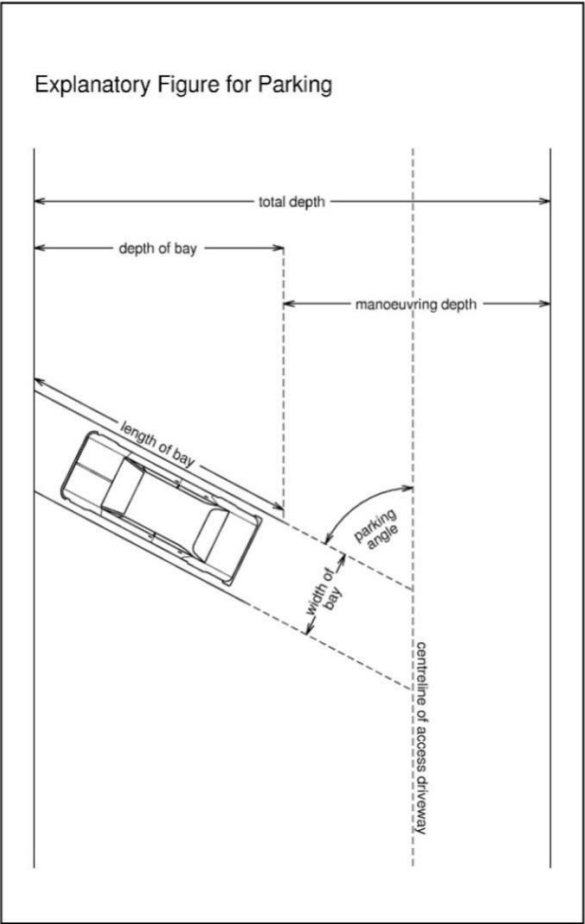 Explanatory Figure for Parking
total depth
depth of bay
manoeuvring depth
length of bay
parking
angle
width of
bay
centreline of access driveway